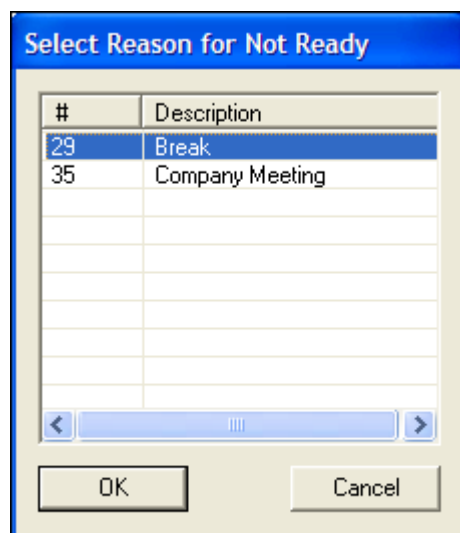 Select Reason for Not Ready
# Description
29 Break
35 Company Meeting
OK Cancel